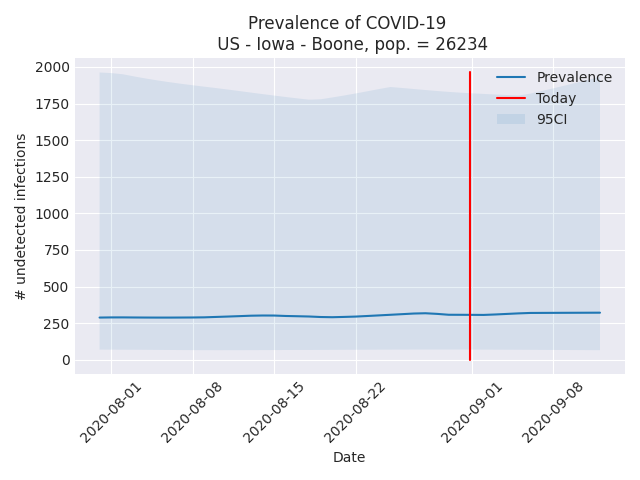 Prevalence of COVID-19
US - Iowa - Boone, pop. = 26234
# undetected infections
2000
1750
1500
1250
1000
750
500
250
0
Prevalence
Today
95CI
2020-08-01
2020-08-08
2020-08-15
2020-08-22
2020-09-01
2020-09-08
Date